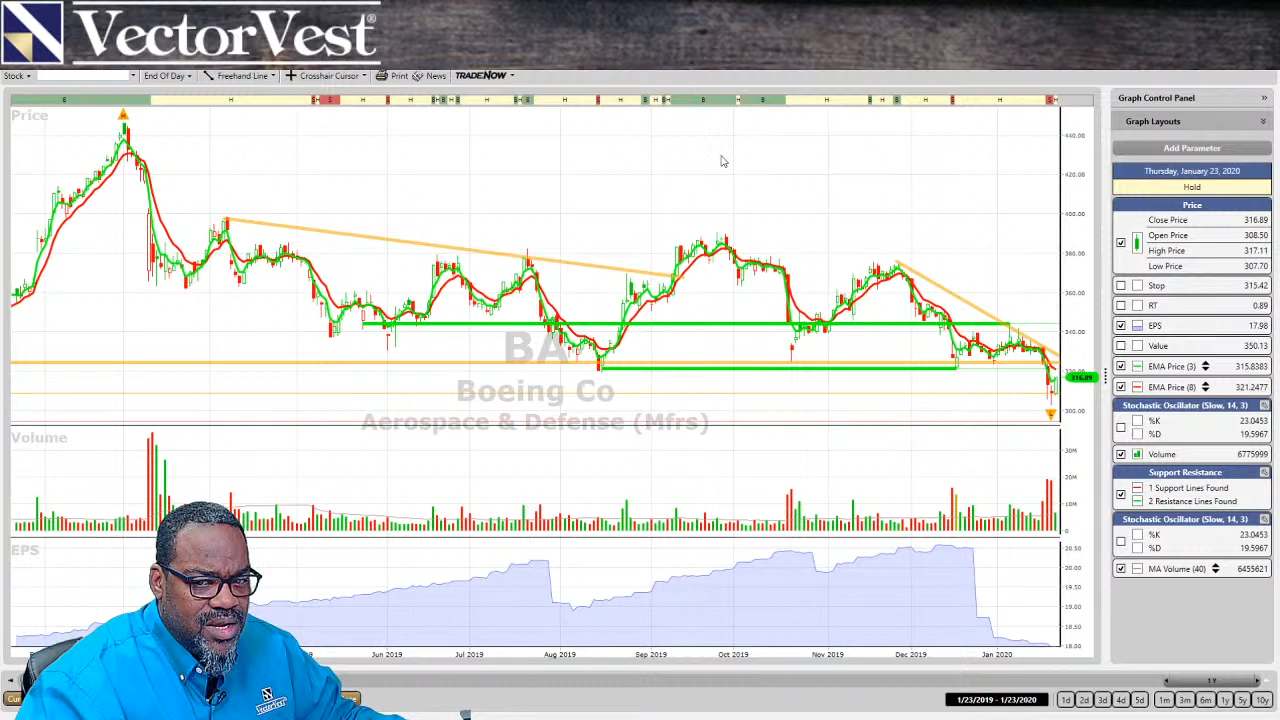 VectorVest
Stock
End Of Day
Freehand Line
Crosshair Cursor
Print
News
TRADENOW
Graph Control Panel
Graph Layouts
Add Parameter
Thursday, January 23, 2020
Hold
Price
Close Price 316.89
Open Price 308.50
High Price 317.11
Low Price 307.70
Stop 315.42
RT 0.89
EPS 17.98
Value 350.13
EMA Price (3) 315.8383
EMA Price (8) 321.2477
Stochastic Oscillator (Slow, 14, 3)
%K 23.0453
%D 19.5967
Volume 6775999
Support Resistance
1 Support Lines Found
2 Resistance Lines Found
Stochastic Oscillator (Slow, 14, 3)
%K 23.0453
%D 19.5967
MA Volume (40) 6455621
Price
440.00
420.00
400.00
380.00
360.00
340.00
320.00
316.89
300.00
BA
Boeing Co
Aerospace & Defense (Mfrs)
Volume
30M
20M
10M
0
EPS
20.50
20.00
19.50
19.00
18.50
18.00
Jun 2019
Jul 2019
Aug 2019
Sep 2019
Oct 2019
Nov 2019
Dec 2019
Jan 2020
1 Y
1/23/2019 - 1/23/2020
1d 2d 3d 4d 5d 1m 3m 6m 1y 5y 10y
VectorVest